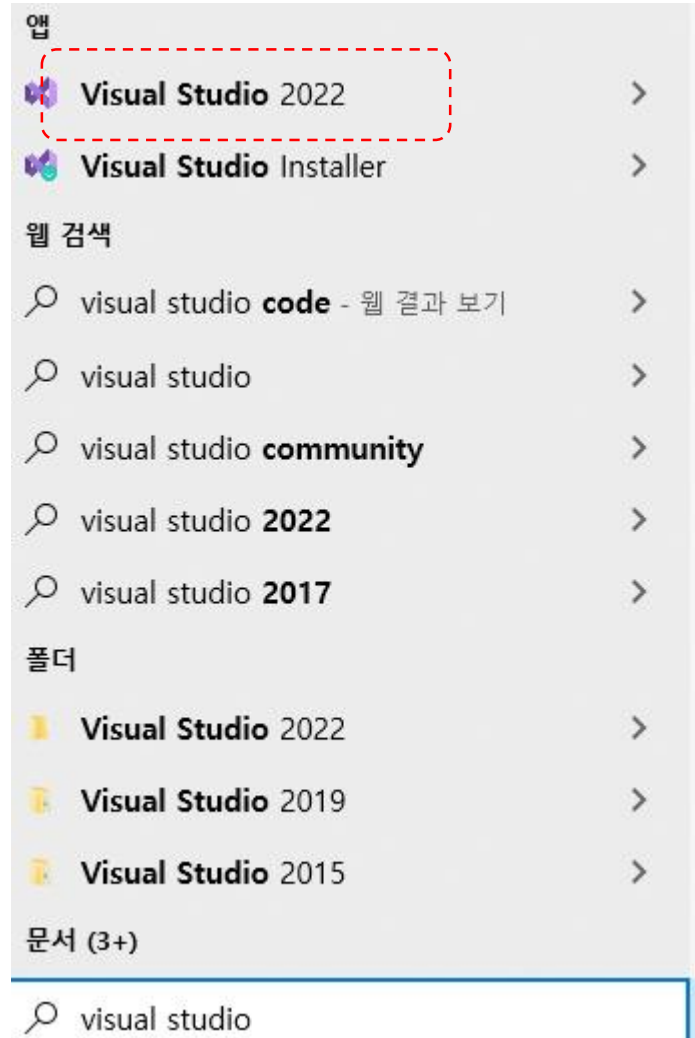 앱
Visual Studio 2022
Visual Studio Installer
웹 검색
visual studio code - 웹 결과 보기
visual studio
visual studio community
visual studio 2022
visual studio 2017
폴더
Visual Studio 2022
Visual Studio 2019
Visual Studio 2015
문서 (3+)
visual studio